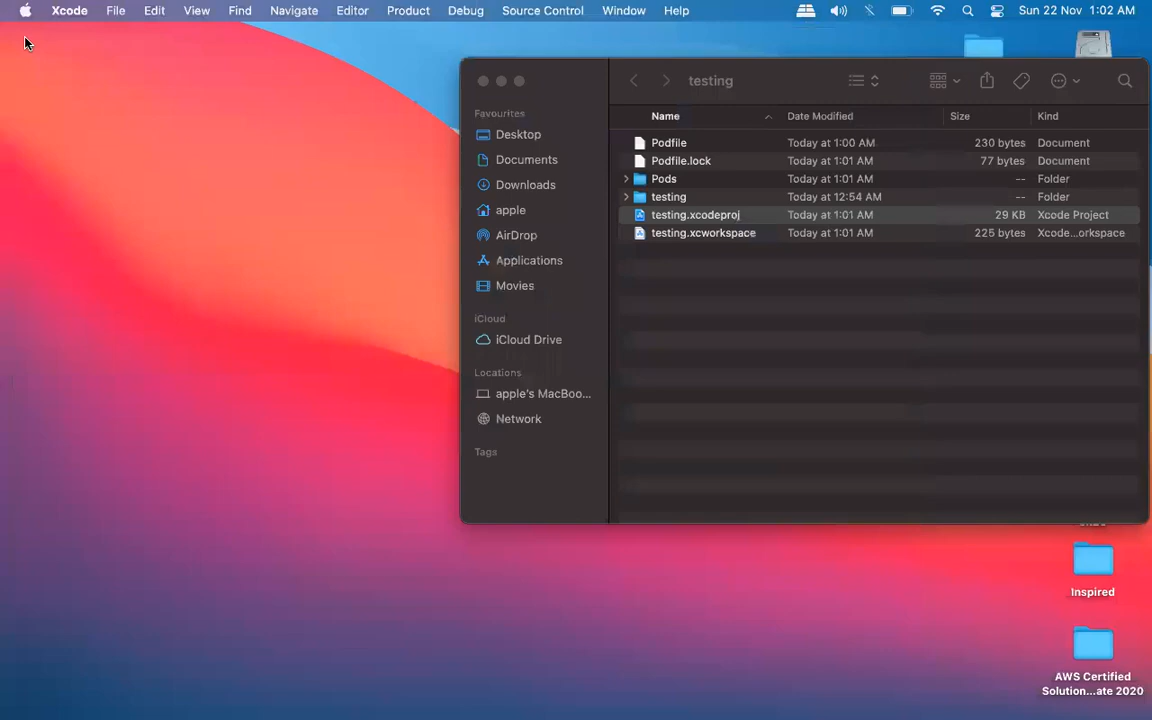 Xcode File Edit View Find Navigate Editor Product Debug Source Control Window Help Sun 22 Nov 1:02 AM
testing
Favourites
Desktop
Documents
Downloads
apple
AirDrop
Applications
Movies
iCloud
iCloud Drive
Locations
apple's MacBoo...
Network
Tags
Name Date Modified Size Kind
Podfile Today at 1:00 AM 230 bytes Document
Podfile.lock Today at 1:01 AM 77 bytes Document
Pods Today at 1:01 AM -- Folder
testing Today at 12:54 AM -- Folder
testing.xcodeproj Today at 1:01 AM 29 KB Xcode Project
testing.xcworkspace Today at 1:01 AM 225 bytes Xcode...orkspace
Inspired
AWS Certified
Solution...ate 2020